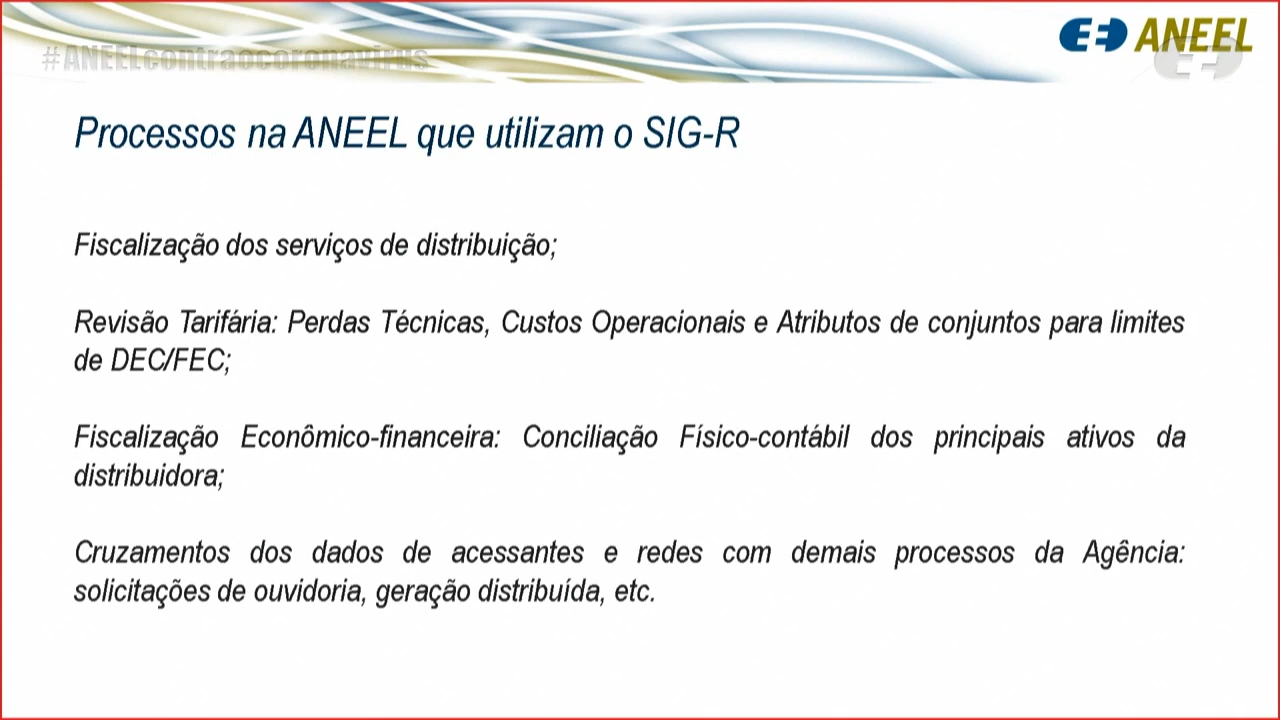 #ANEELcontraocoronavirus
ANEEL
Processos na ANEEL que utilizam o SIG-R
Fiscalização dos serviços de distribuição;
Revisão Tarifária: Perdas Técnicas, Custos Operacionais e Atributos de conjuntos para limites
de DEC/FEC;
Fiscalização Econômico-financeira: Conciliação Físico-contábil dos principais ativos da
distribuidora;
Cruzamentos dos dados de acessantes e redes com demais processos da Agência:
solicitações de ouvidoria, geração distribuída, etc.